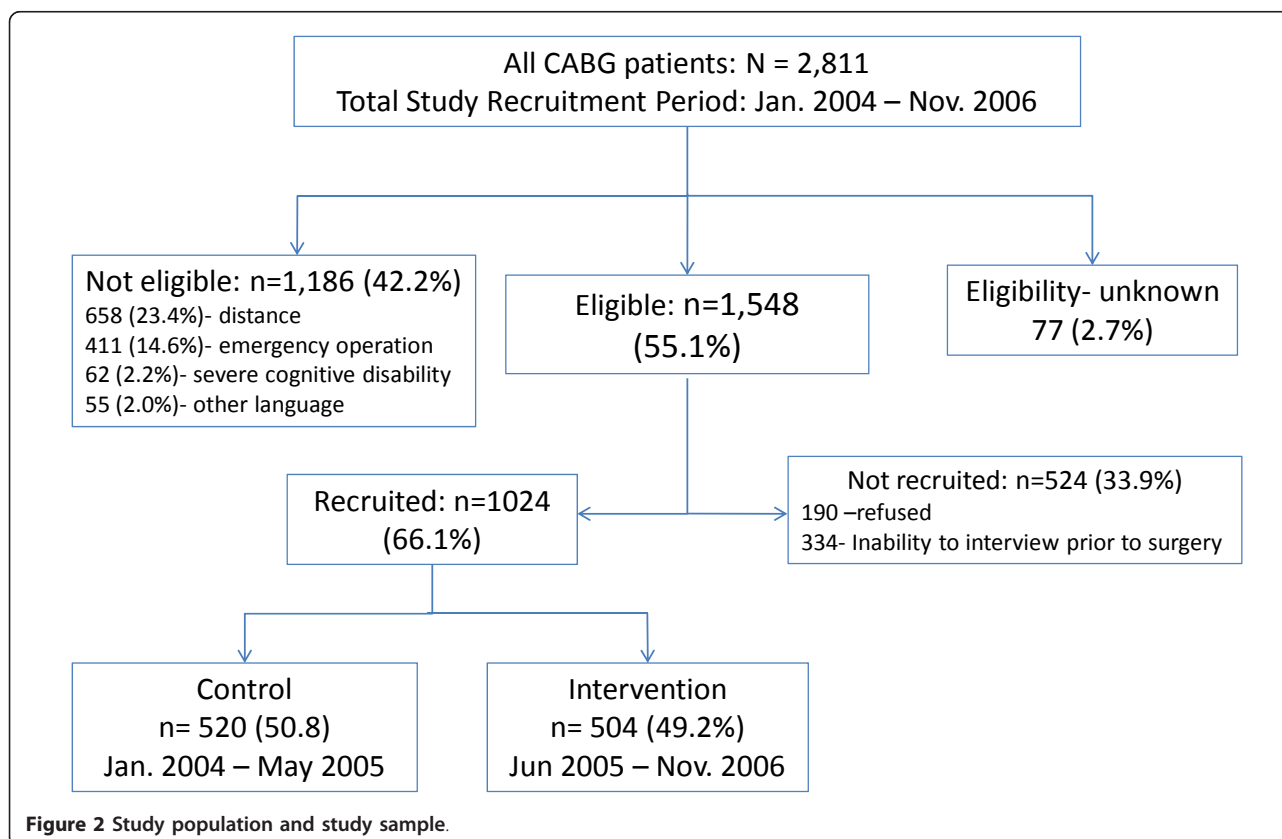 All CABG patients: N = 2,811
Total Study Recruitment Period: Jan. 2004 – Nov. 2006
Not eligible: n=1,186 (42.2%)
658 (23.4%)- distance
411 (14.6%)- emergency operation
62 (2.2%)- severe cognitive disability
55 (2.0%)- other language
Eligible: n=1,548
(55.1%)
Eligibility- unknown
77 (2.7%)
Recruited: n=1024
(66.1%)
Not recruited: n=524 (33.9%)
190 –refused
334- Inability to interview prior to surgery
Control
n= 520 (50.8)
Jan. 2004 – May 2005
Intervention
n= 504 (49.2%)
Jun 2005 – Nov. 2006
Figure 2 Study population and study sample.